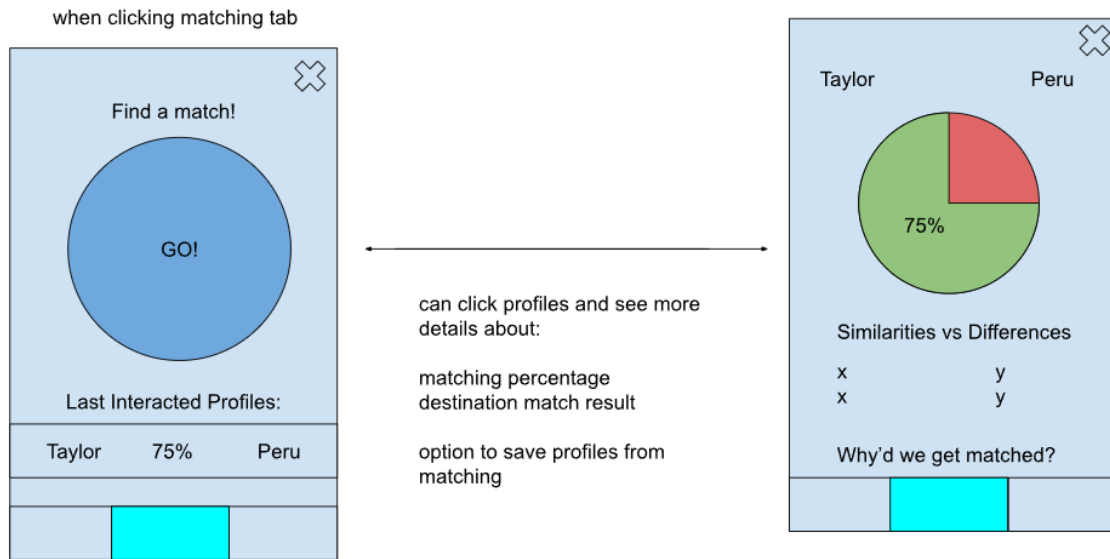 when clicking matching tab
Find a match!
GO!
Last Interacted Profiles:
Taylor 75% Peru
can click profiles and see more
details about:
matching percentage
destination match result
option to save profiles from
matching
Taylor Peru
75%
Similarities vs Differences
x y
x y
Why'd we get matched?